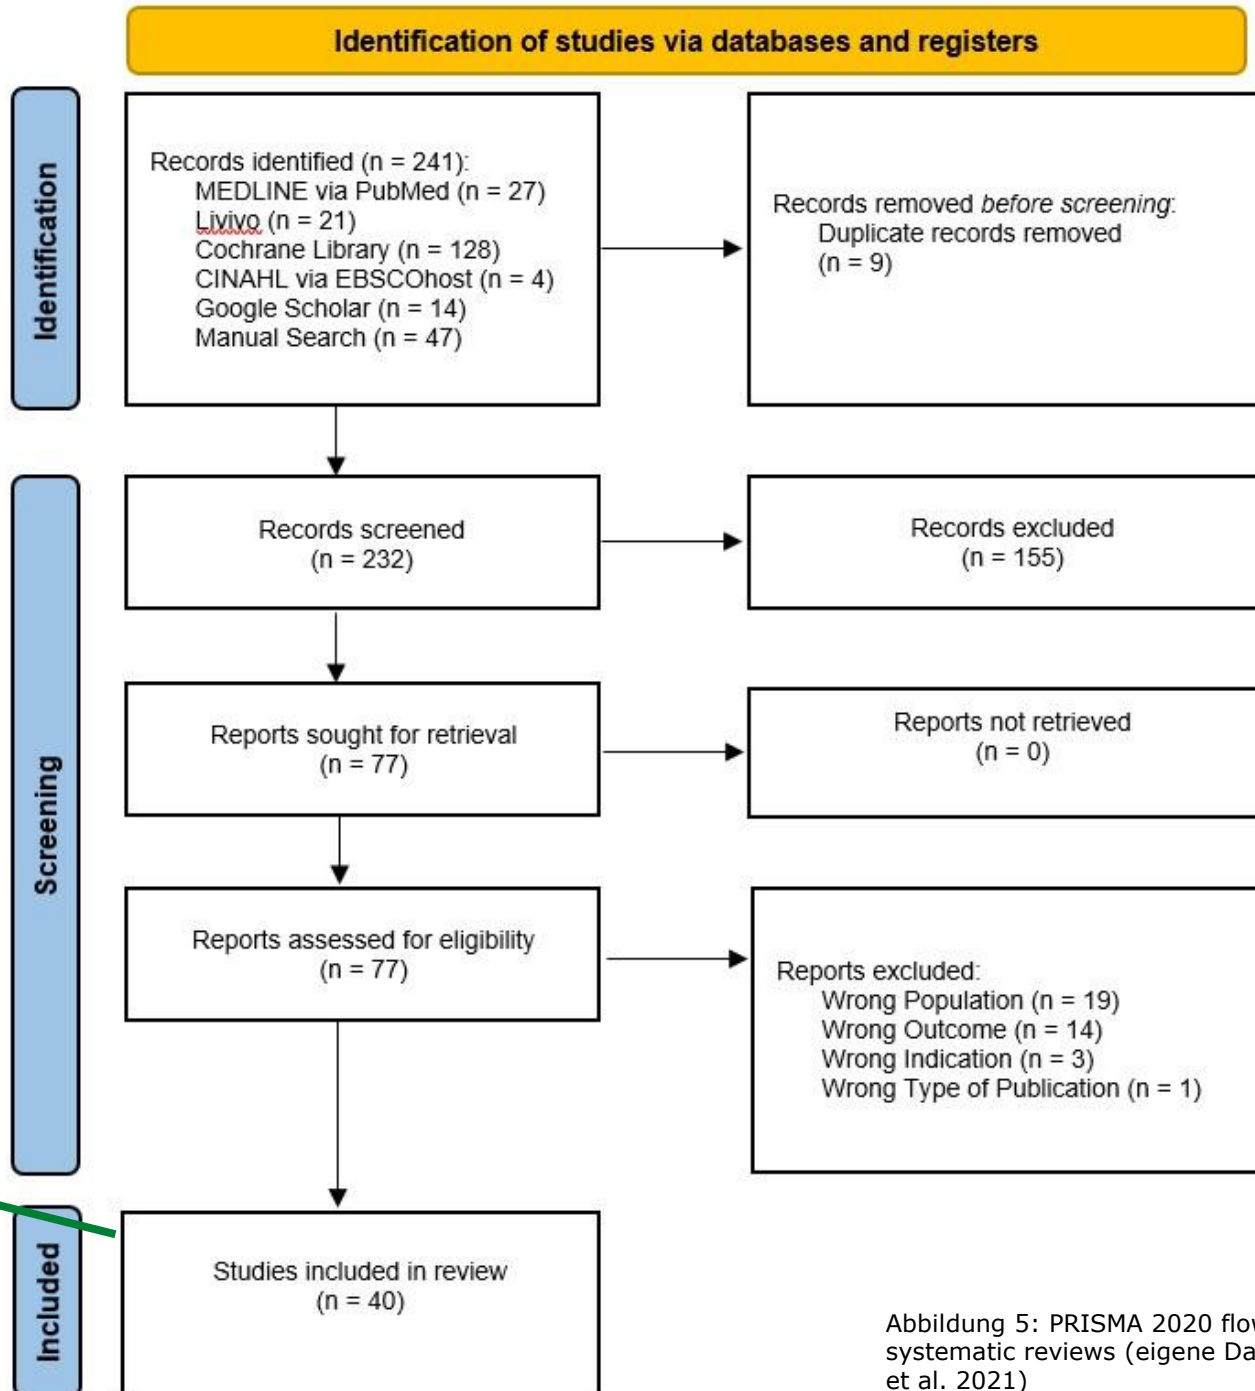 Identification of studies via databases and registers
Identification
Records identified (n = 241):
MEDLINE via PubMed (n = 27)
Livivo (n = 21)
Cochrane Library (n = 128)
CINAHL via EBSCOhost (n = 4)
Google Scholar (n = 14)
Manual Search (n = 47)
Records removed before screening:
Duplicate records removed
(n = 9)
Screening
Records screened
(n = 232)
Records excluded
(n = 155)
Reports sought for retrieval
(n = 77)
Reports not retrieved
(n = 0)
Reports assessed for eligibility
(n = 77)
Reports excluded:
Wrong Population (n = 19)
Wrong Outcome (n = 14)
Wrong Indication (n = 3)
Wrong Type of Publication (n = 1)
Included
Studies included in review
(n = 40)
Abbildung 5: PRISMA 2020 flow
systematic reviews (eigene Da
et al. 2021)